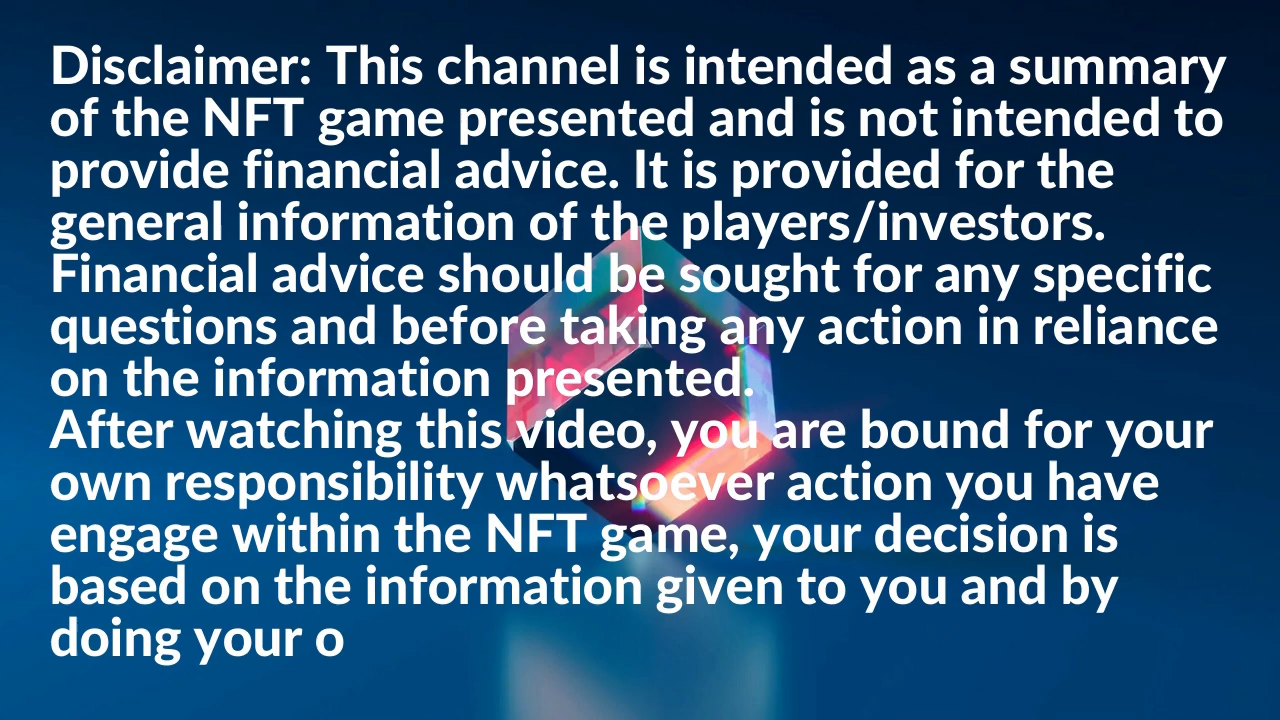 Disclaimer: This channel is intended as a summary
of the NFT game presented and is not intended to
provide financial advice. It is provided for the
general information of the players/investors.
Financial advice should be sought for any specific
questions and before taking any action in reliance
on the information presented.
After watching this video, you are bound for your
own responsibility whatsoever action you have
engage within the NFT game, your decision is
based on the information given to you and by
doing your o